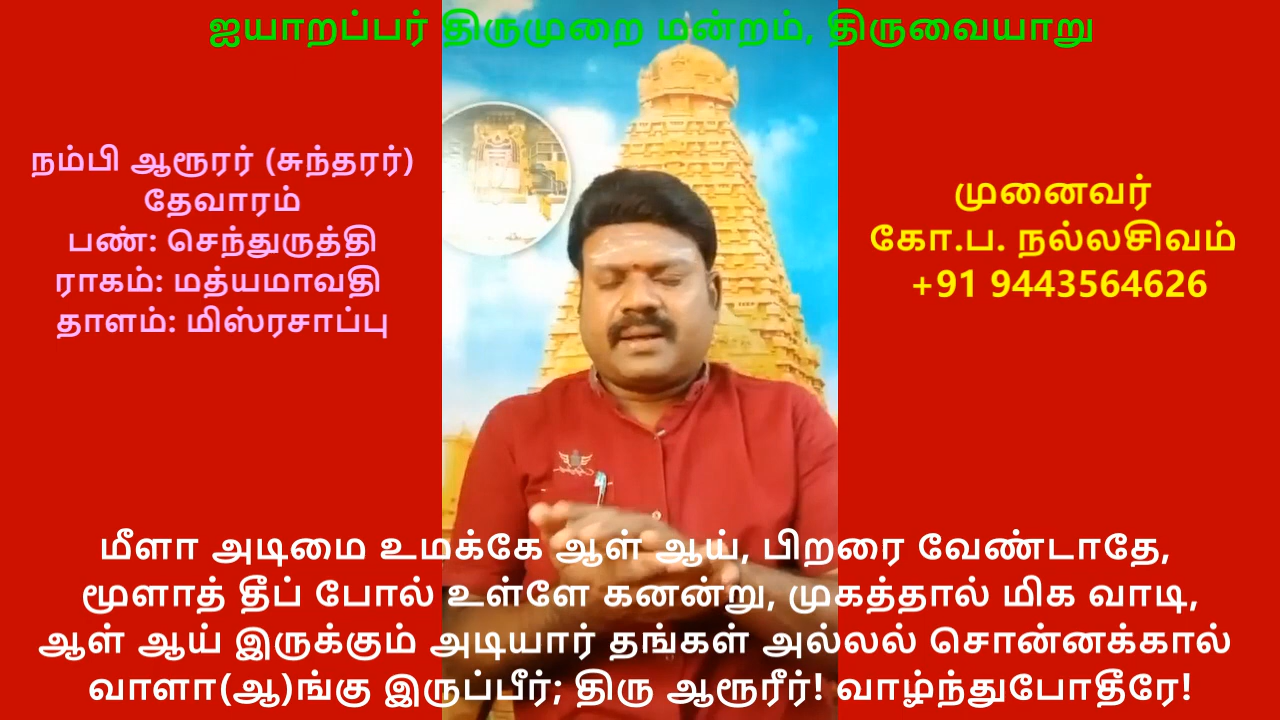 ஐயாறப்பர் திருமுறை மன்றம், திருவையாறு
நம்பி ஆரூரர் (சுந்தரர்)
தேவாரம்
பண்: செந்துருத்தி
ராகம்: மத்யமாவதி
தாளம்: மிஸ்ரசாப்பு
முனைவர்
கோ.ப. நல்லசிவம்
+91 9443564626
மீளா அடிமை உமக்கே ஆள் ஆய், பிறரை வேண்டாதே,
மூளாத் தீப் போல் உள்ளே கனன்று, முகத்தால் மிக வாடி,
ஆள் ஆய் இருக்கும் அடியார் தங்கள் அல்லல் சொன்னக்கால்
வாளா(ஆ)ங்கு இருப்பீர்; திரு ஆரூரீர்! வாழ்ந்துபோதீரே!